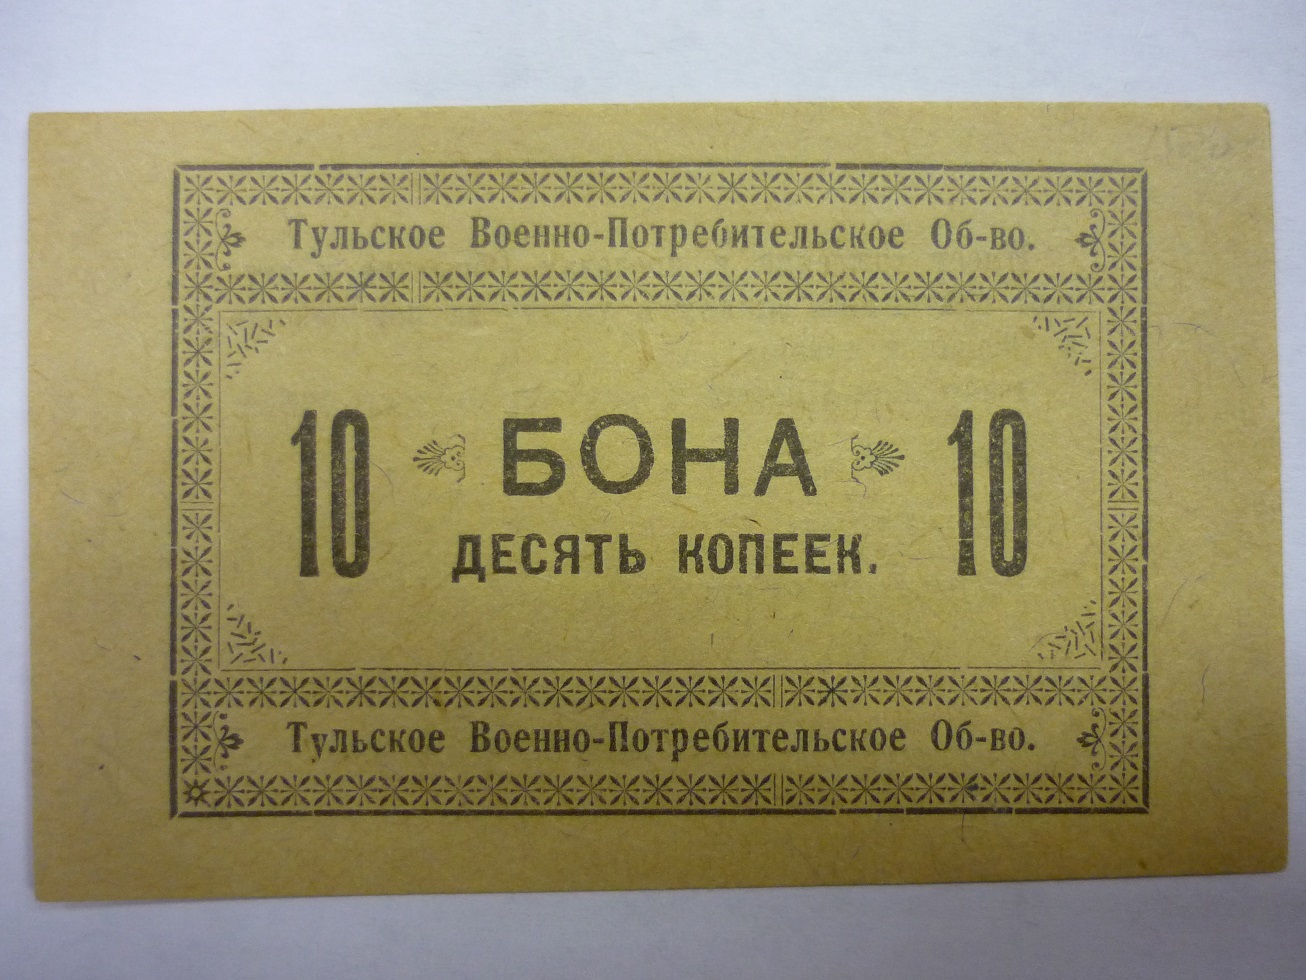 Тульское Военно-Потребительское Об-во.
10 БОНА 10
ДЕСЯТЬ КОПЕЕК.
Тульское Военно-Потребительское Об-во.